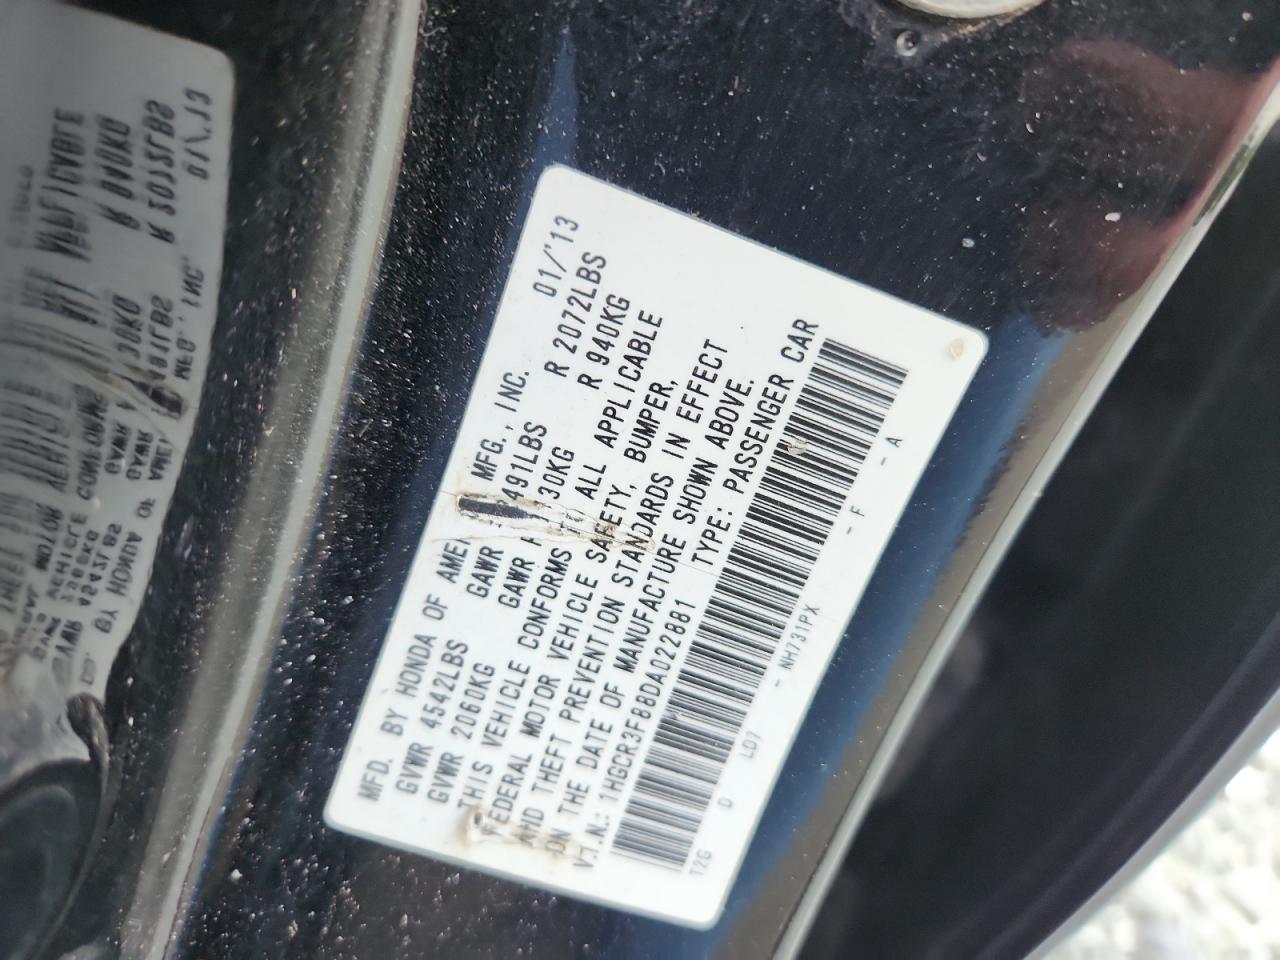 MFD. BY HONDA OF AME MFG., INC. 01/'13
GVWR 4542LBS GAWR 491LBS R 2072LBS
GVWR 2060KG GAWR 30KG R 940KG
THIS VEHICLE CONFORMS ALL APPLICABLE
FEDERAL MOTOR VEHICLE SAFETY, BUMPER,
AND THEFT PREVENTION STANDARDS IN EFFECT
ON THE DATE OF MANUFACTURE SHOWN ABOVE.
V.I.N.: 1HGCR3F88DA022881 TYPE: PASSENGER CAR
T2G D LD7 - NH731PX - F - A